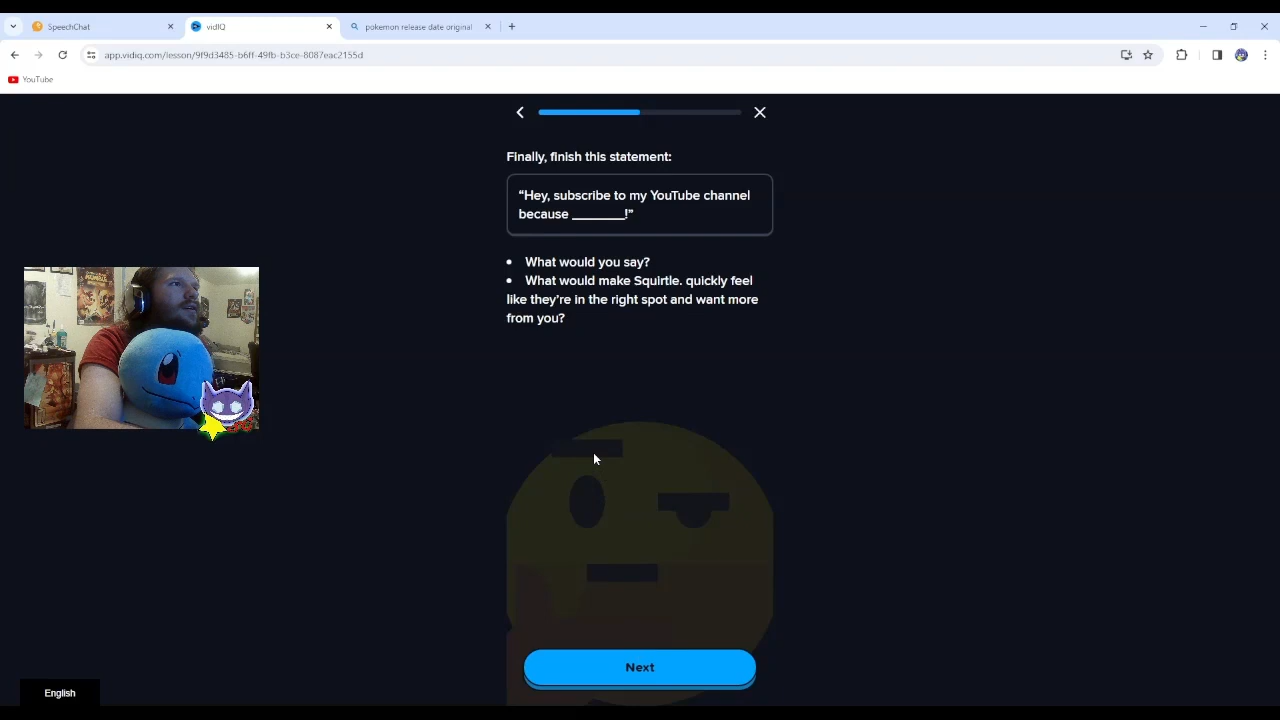 SpeechChat
vidIQ
pokemon release date original
app.vidiq.com/lesson/9f9d3485-b6ff-49fb-b3ce-8087eac2155d
YouTube
Finally, finish this statement:
“Hey, subscribe to my YouTube channel
because ________!”
• What would you say?
• What would make Squirtle. quickly feel
like they’re in the right spot and want more
from you?
Next
English